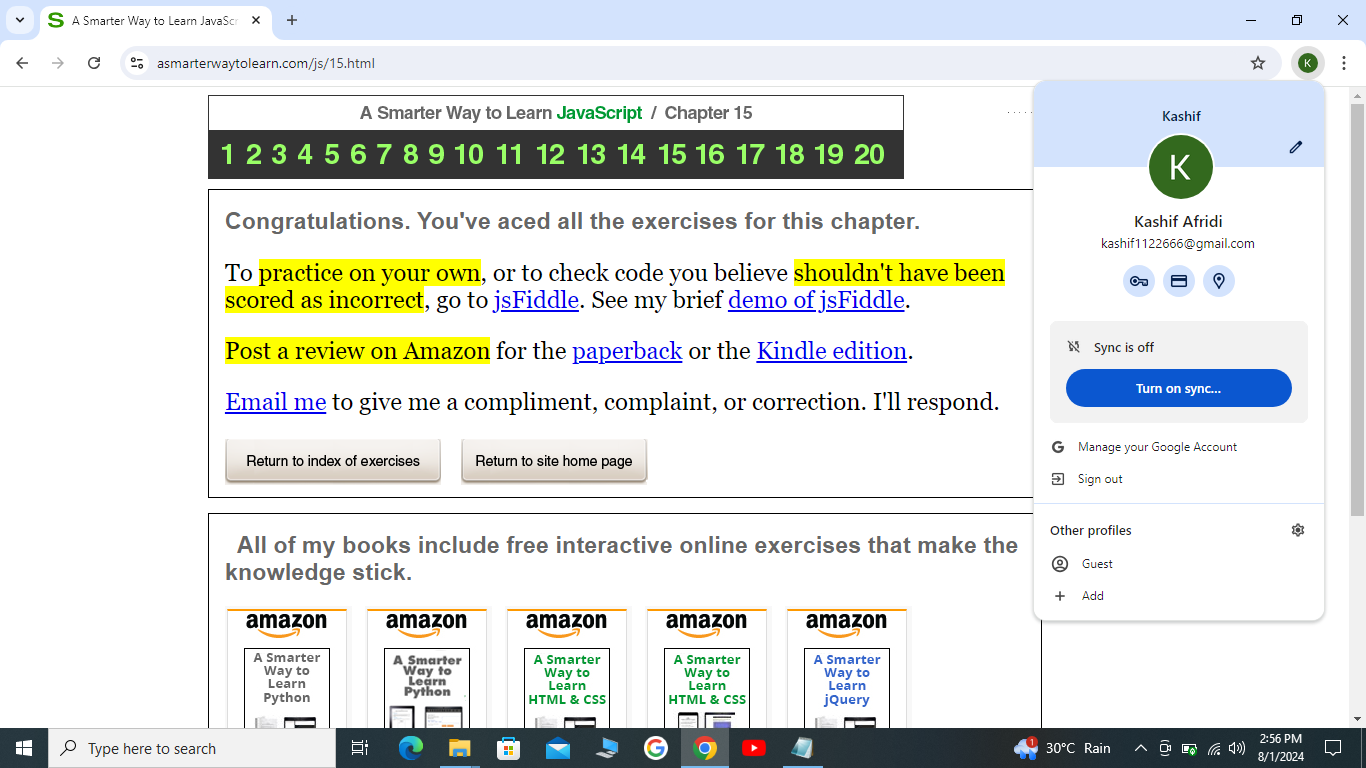 A Smarter Way to Learn JavaScr
asmarterwaytolearn.com/js/15.html
K
A Smarter Way to Learn JavaScript / Chapter 15
1 2 3 4 5 6 7 8 9 10 11 12 13 14 15 16 17 18 19 20
Congratulations. You've aced all the exercises for this chapter.
To practice on your own, or to check code you believe shouldn't have been
scored as incorrect, go to jsFiddle. See my brief demo of jsFiddle.
Post a review on Amazon for the paperback or the Kindle edition.
Email me to give me a compliment, complaint, or correction. I'll respond.
Return to index of exercises
Return to site home page
All of my books include free interactive online exercises that make the
knowledge stick.
amazon
A Smarter
Way to
Learn
Python
amazon
A Smarter
Way to
Learn
Python
amazon
A Smarter
Way to
Learn
HTML & CSS
amazon
A Smarter
Way to
Learn
HTML & CSS
amazon
A Smarter
Way to
Learn
jQuery
Kashif
K
Kashif Afridi
kashif1122666@gmail.com
Sync is off
Turn on sync...
Manage your Google Account
Sign out
Other profiles
Guest
Add
Type here to search
1
30°C Rain
2:56 PM
8/1/2024